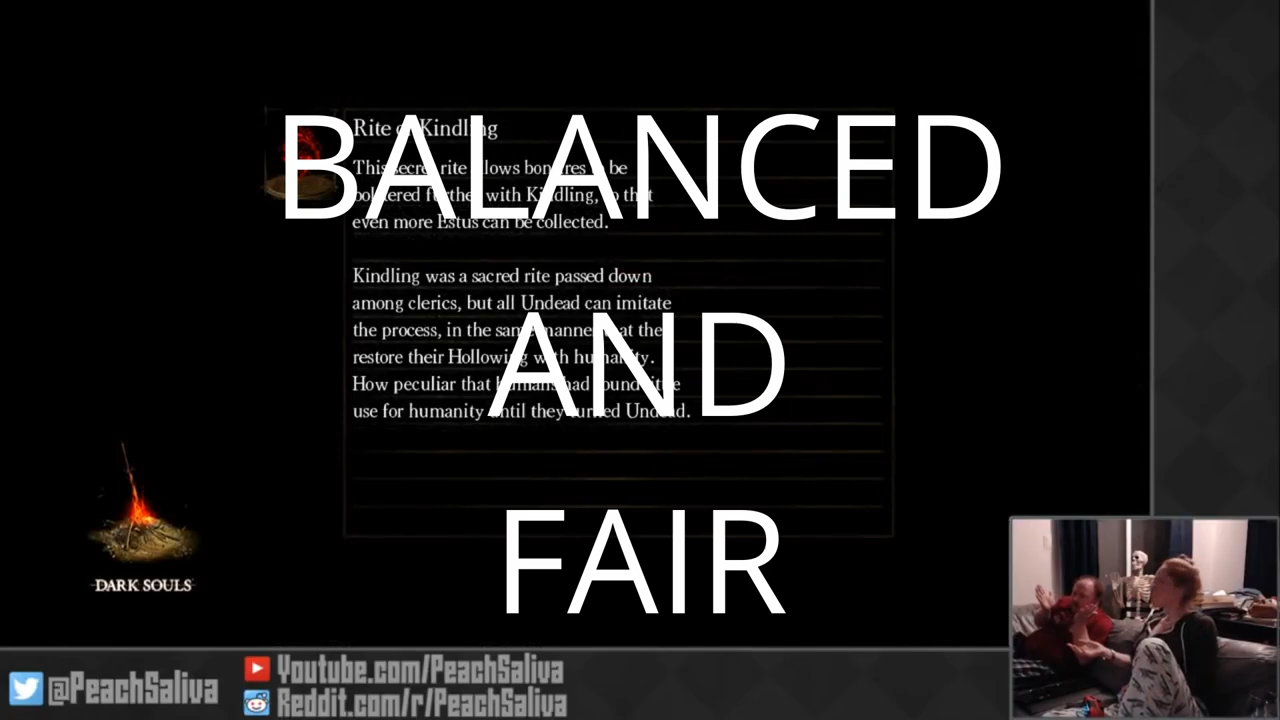 BALANCED
AND
FAIR
Rite of Kindling
This secret rite allows bonfires to be
bolstered further with Kindling, so that
even more Estus can be collected.
Kindling was a sacred rite passed down
among clerics, but all Undead can imitate
the process, in the same manner that they
restore their Hollowing with humanity.
How peculiar that humans had found little
use for humanity until they turned Undead.
DARK SOULS
@PeachSaliva
Youtube.com/PeachSaliva
Reddit.com/r/PeachSaliva